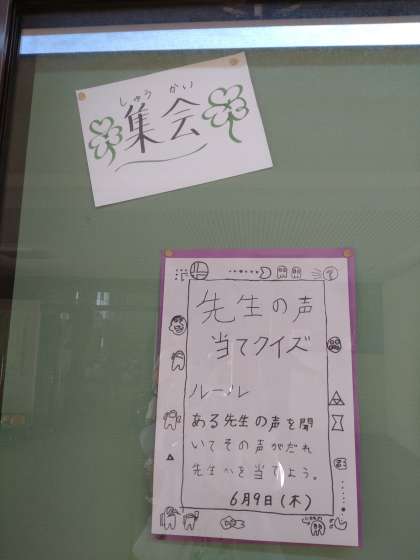 しゅう かい
集会
先生の声
当てクイズ
ルール
ある先生の声を聞
いてその声がだれ
先生かを当てよう。
6月9日(木)